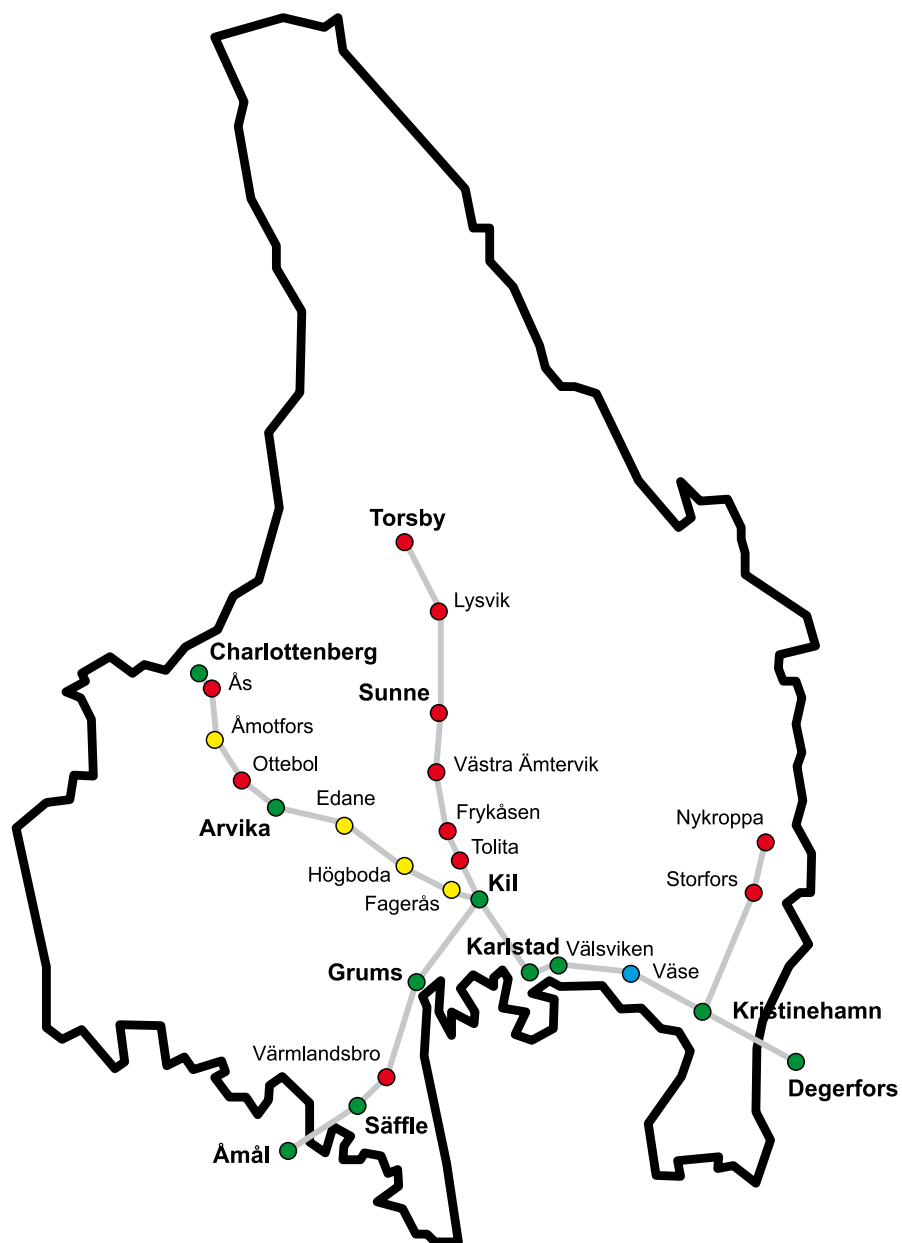 Torsby
Lysvik
Charlottenberg
Ås
Sunne
Åmotfors
Ottebol
Västra Ämtervik
Edane
Arvika
Frykåsen
Nykroppa
Tolita
Högboda
Kil
Storfors
Fagerås
Karlstad
Välsviken
Grums
Väse
Kristinehamn
Värmlandsbro
Degerfors
Säffle
Åmål